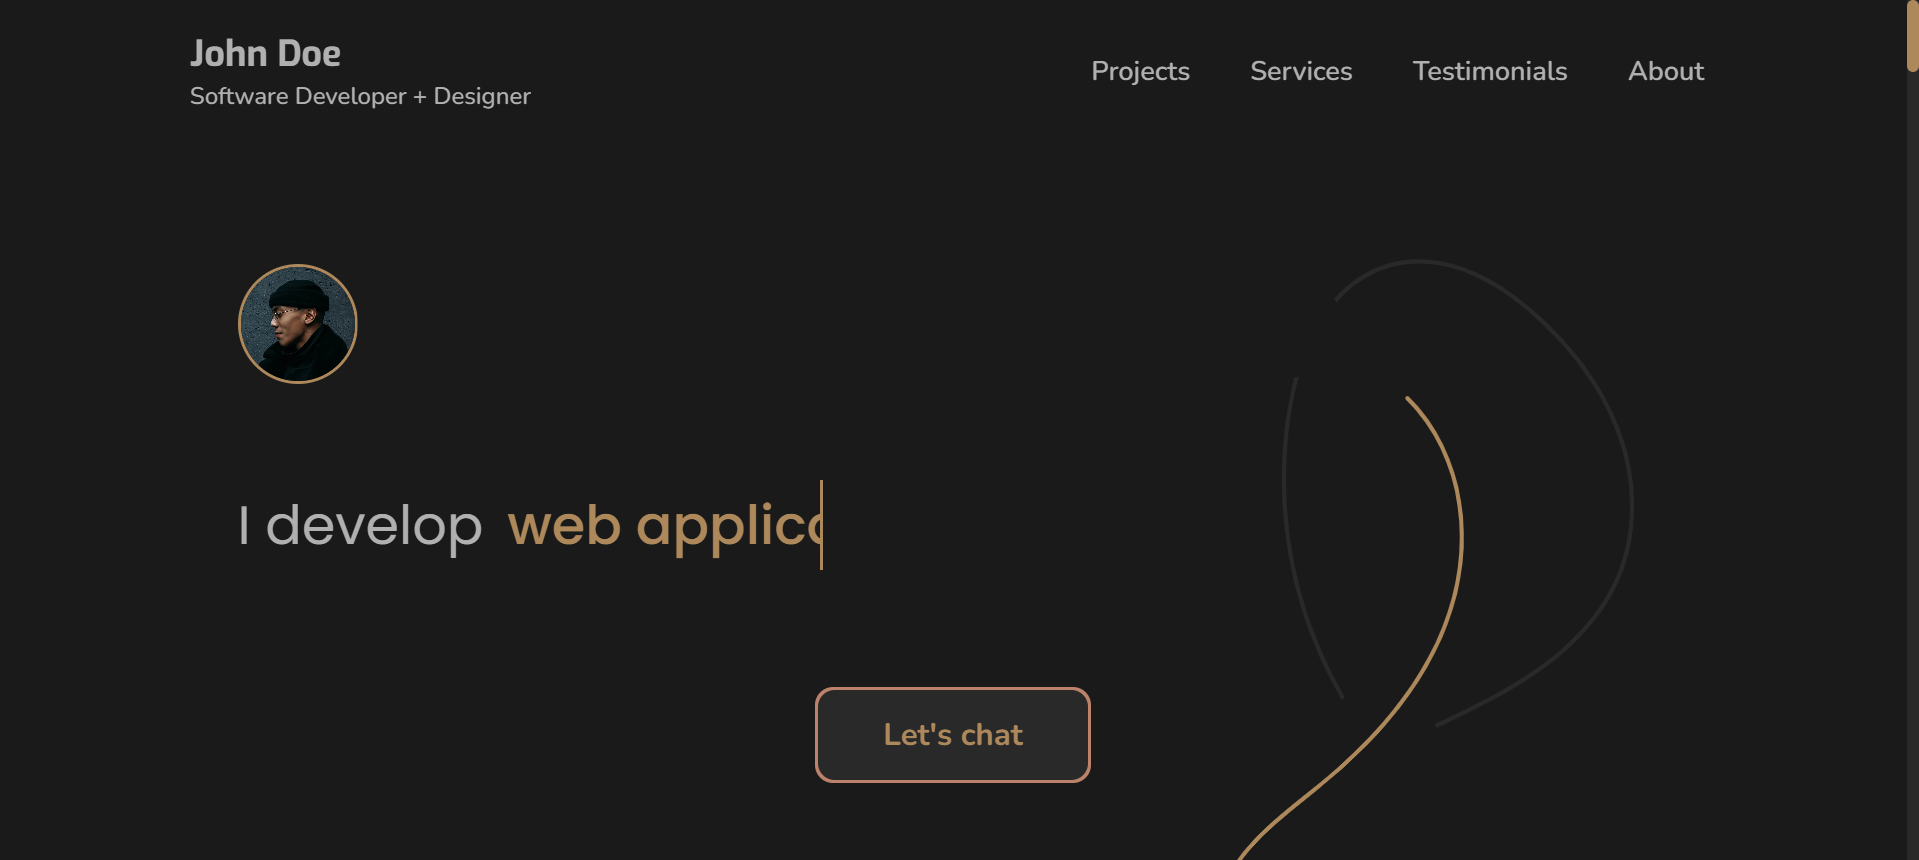 John Doe
Software Developer + Designer
Projects Services Testimonials About
I develop web applic
Let's chat